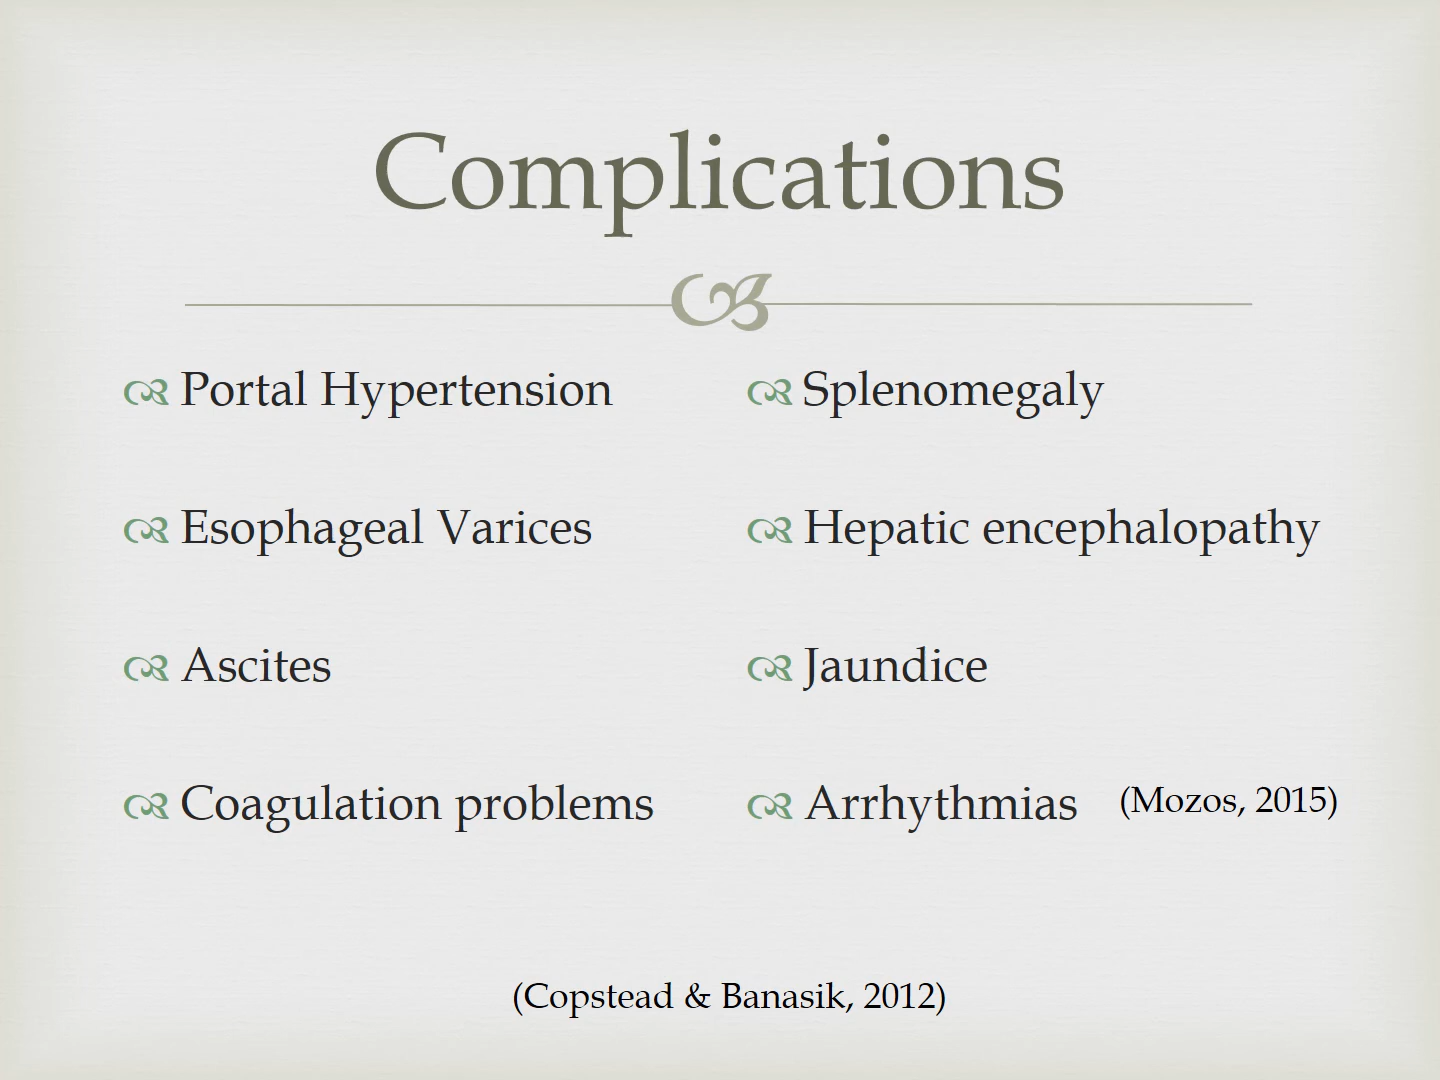 Complications
Portal Hypertension
Esophageal Varices
Ascites
Coagulation problems
Splenomegaly
Hepatic encephalopathy
Jaundice
Arrhythmias (Mozos, 2015)
(Copstead & Banasik, 2012)